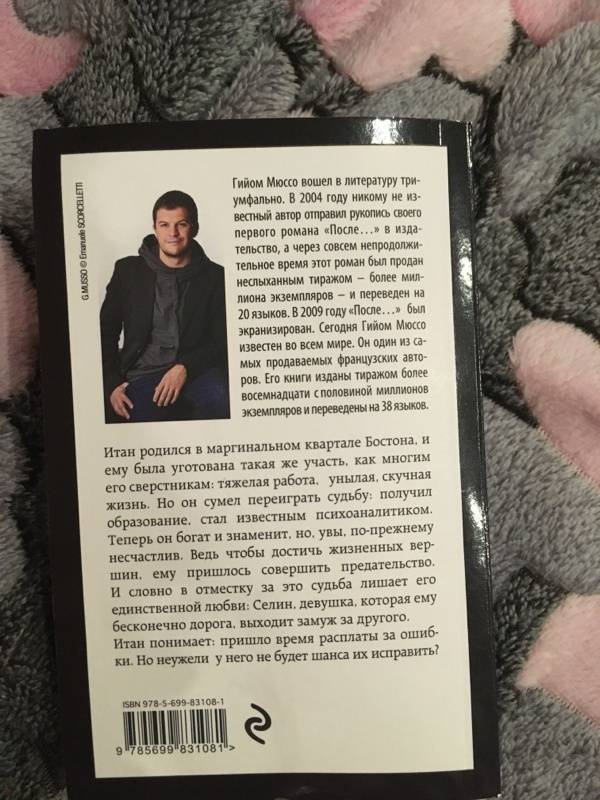 G.MUSSO © Emanuele SCORCELLETTI
Гийом Мюссо вошел в литературу три-
умфально. В 2004 году никому не из-
вестный автор отправил рукопись своего
первого романа «После…» в изда-
тельство, а через совсем непродолжи-
тельное время этот роман был продан
неслыханным тиражом – более мил-
лиона экземпляров – и переведен на
20 языков. В 2009 году «После…» был
экранизирован. Сегодня Гийом Мюссо
известен во всем мире. Он один из са-
мых продаваемых французских авто-
ров. Его книги изданы тиражом более
восемнадцати с половиной миллионов
экземпляров и переведены на 38 языков.
Итан родился в маргинальном квартале Бостона, и
ему была уготована такая же участь, как многим
его сверстникам: тяжелая работа, унылая, скучная
жизнь. Но он сумел переиграть судьбу: получил
образование, стал известным психоаналитиком.
Теперь он богат и знаменит, но, увы, по-прежнему
несчастлив. Ведь чтобы достичь жизненных вер-
шин, ему пришлось совершить предательство.
И словно в отместку за это судьба лишает его
единственной любви: Селин, девушка, которая ему
бесконечно дорога, выходит замуж за другого.
Итан понимает: пришло время расплаты за ошиб-
ки. Но неужели у него не будет шанса их исправить?
ISBN 978-5-699-83108-1
9 785699 831081 >